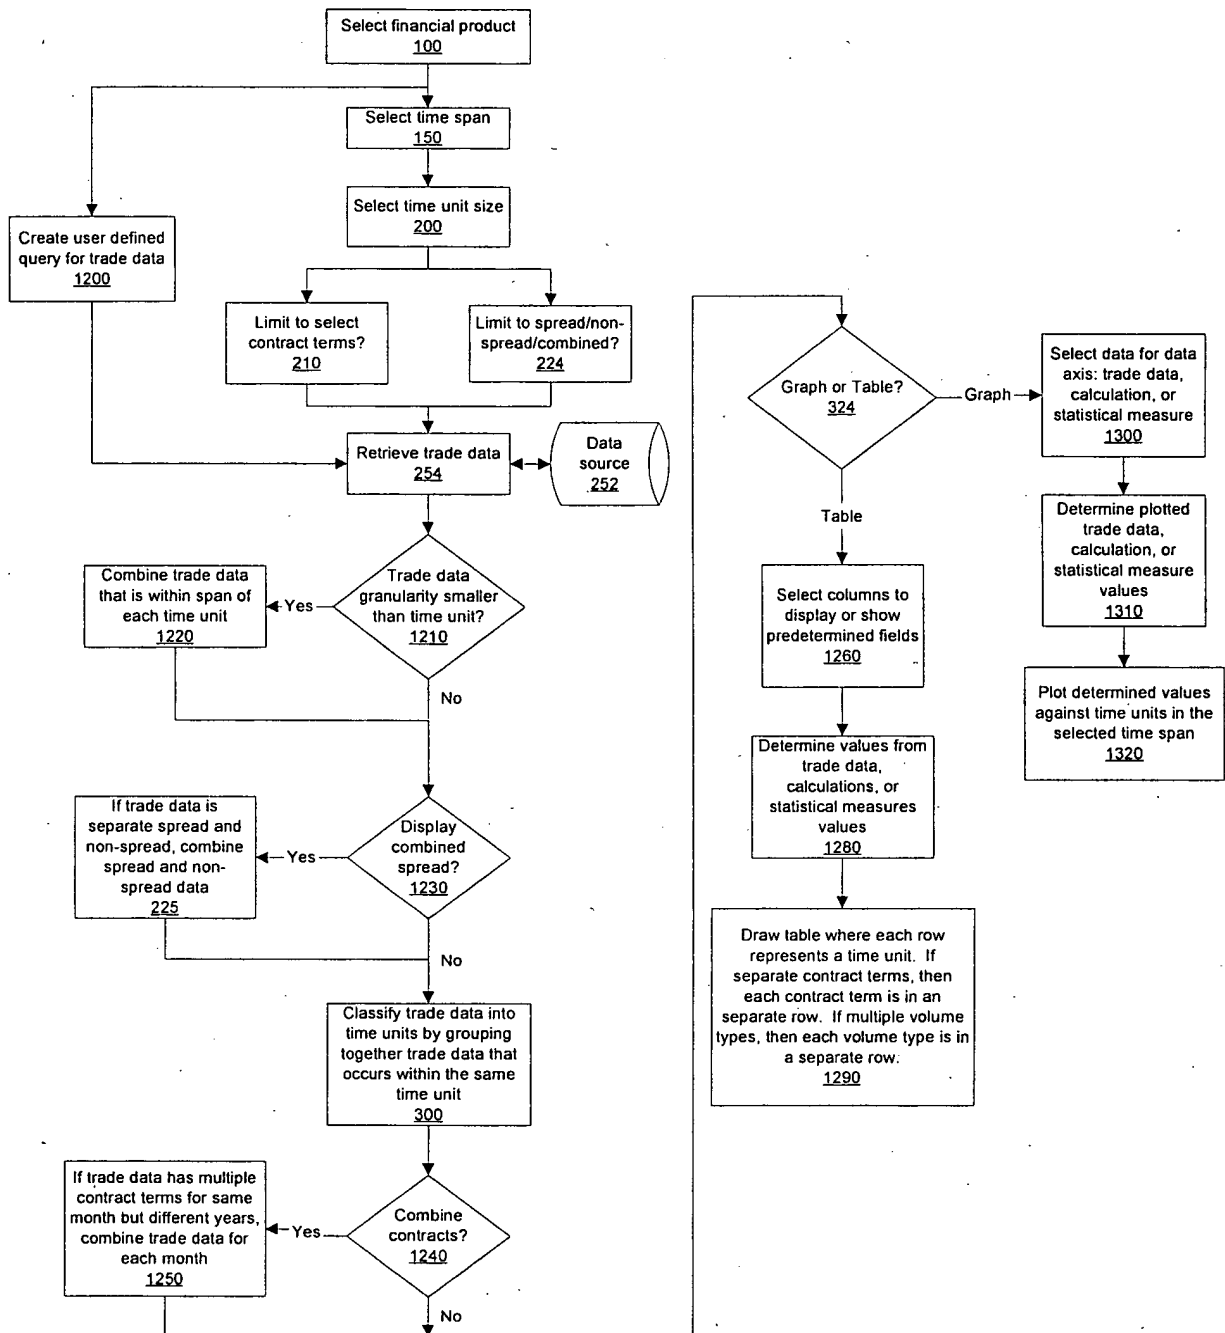 Select financial product
100
Select time span
150
Select time unit size
200
Create user defined
query for trade data
1200
Limit to select
contract terms?
210
Limit to spread/non-
spread/combined?
224
Retrieve trade data
254
Data
source
252
Trade data
granularity smaller
than time unit?
1210
Yes
Combine trade data
that is within span of
each time unit
1220
No
Display
combined
spread?
1230
Yes
If trade data is
separate spread and
non-spread, combine
spread and non-
spread data
225
No
Classify trade data into
time units by grouping
together trade data that
occurs within the same
time unit
300
Combine
contracts?
1240
Yes
If trade data has multiple
contract terms for same
month but different years,
combine trade data for
each month
1250
No
Graph or Table?
324
Graph
Select data for data
axis: trade data,
calculation, or
statistical measure
1300
Determine plotted
trade data,
calculation, or
statistical measure
values
1310
Plot determined values
against time units in the
selected time span
1320
Table
Select columns to
display or show
predetermined fields
1260
Determine values from
trade data,
calculations, or
statistical measures
values
1280
Draw table where each row
represents a time unit. If
separate contract terms, then
each contract term is in an
separate row. If multiple volume
types, then each volume type is in
a separate row.
1290